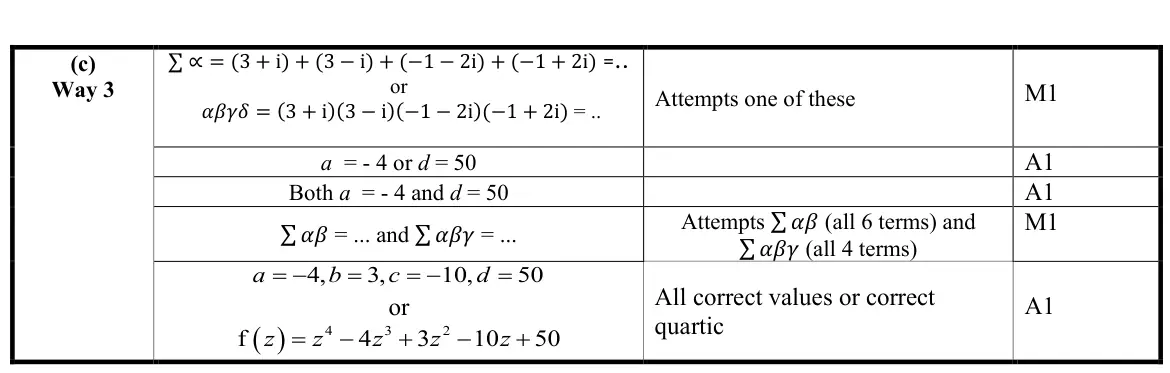 (c)
Way 3
∑ ∝ = (3 + i) + (3 − i) + (−1 − 2i) + (−1 + 2i) =..
or
𝛼𝛽𝛾𝛿 = (3 + i)(3 − i)(−1 − 2i)(−1 + 2i) = ..
Attempts one of these
M1
a = - 4 or d = 50
A1
Both a = - 4 and d = 50
A1
∑ 𝛼𝛽 = ... and ∑ 𝛼𝛽𝛾 = ...
Attempts ∑ 𝛼𝛽 (all 6 terms) and
∑ 𝛼𝛽𝛾 (all 4 terms)
M1
a = −4, b = 3, c = −10, d = 50
or
f (z) = z⁴ − 4z³ + 3z² − 10z + 50
All correct values or correct
quartic
A1